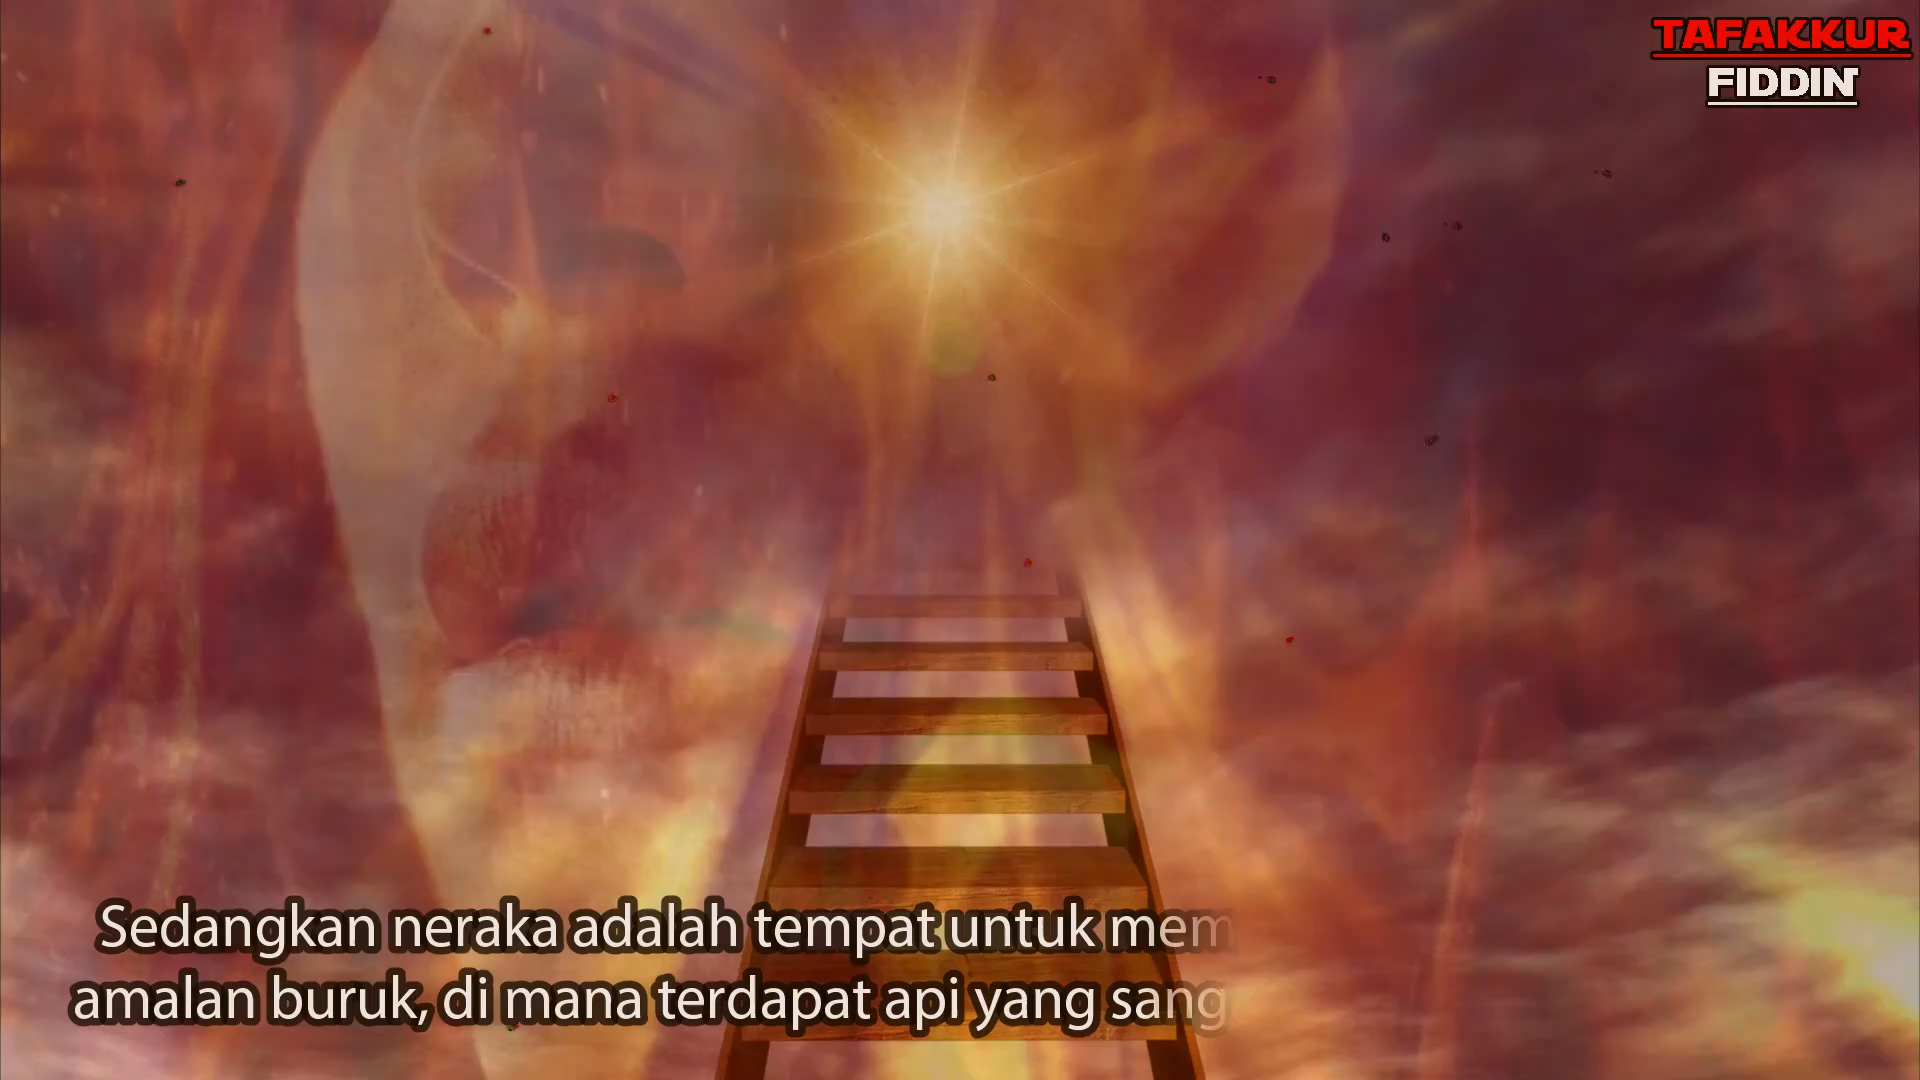 TAFAKKUR
FIDDIN
Sedangkan neraka adalah tempat untuk
amalan buruk, di mana terdapat api yang